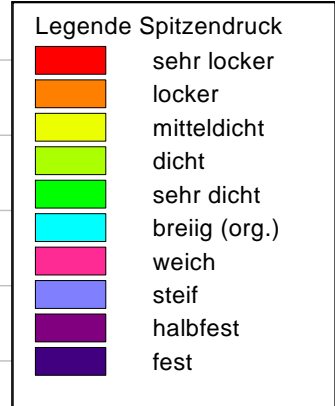 Legende Spitzendruck
sehr locker
locker
mitteldicht
dicht
sehr dicht
breiig (org.)
weich
steif
halbfest
fest